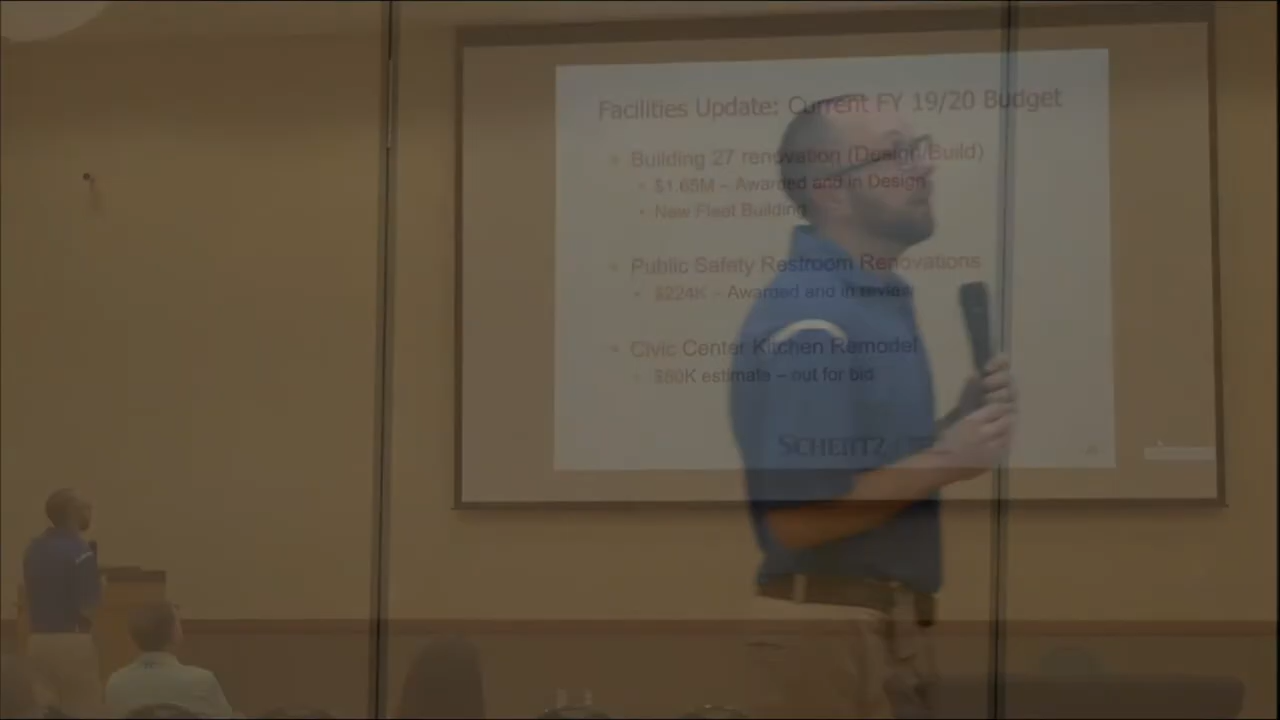 Facilities Update: Current FY 19/20 Budget
• Building 27 renovation (Design/Build)
• $1.65M – Awarded and in Design
• New Fleet Building
• Public Safety Restroom Renovations
• $224K – Awarded and in review
• Civic Center Kitchen Remodel
• $80K estimate – out for bid
SCHERTZ